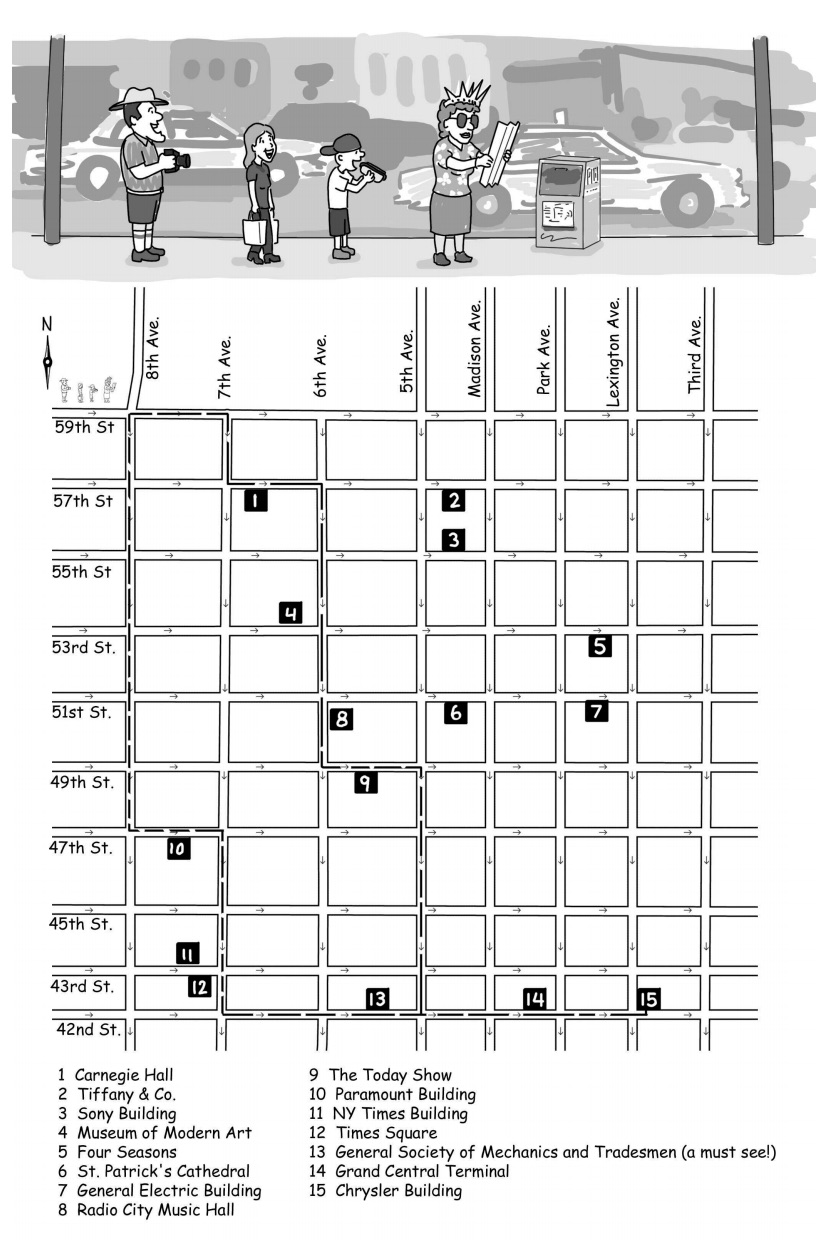 N
8th Ave.
7th Ave.
6th Ave.
5th Ave.
Madison Ave.
Park Ave.
Lexington Ave.
Third Ave.
59th St
57th St
1
2
3
55th St
4
53rd St.
5
51st St.
8
6
7
49th St.
9
47th St.
10
45th St.
11
43rd St.
12
13
14
15
42nd St.
1 Carnegie Hall
2 Tiffany & Co.
3 Sony Building
4 Museum of Modern Art
5 Four Seasons
6 St. Patrick's Cathedral
7 General Electric Building
8 Radio City Music Hall
9 The Today Show
10 Paramount Building
11 NY Times Building
12 Times Square
13 General Society of Mechanics and Tradesmen (a must see!)
14 Grand Central Terminal
15 Chrysler Building